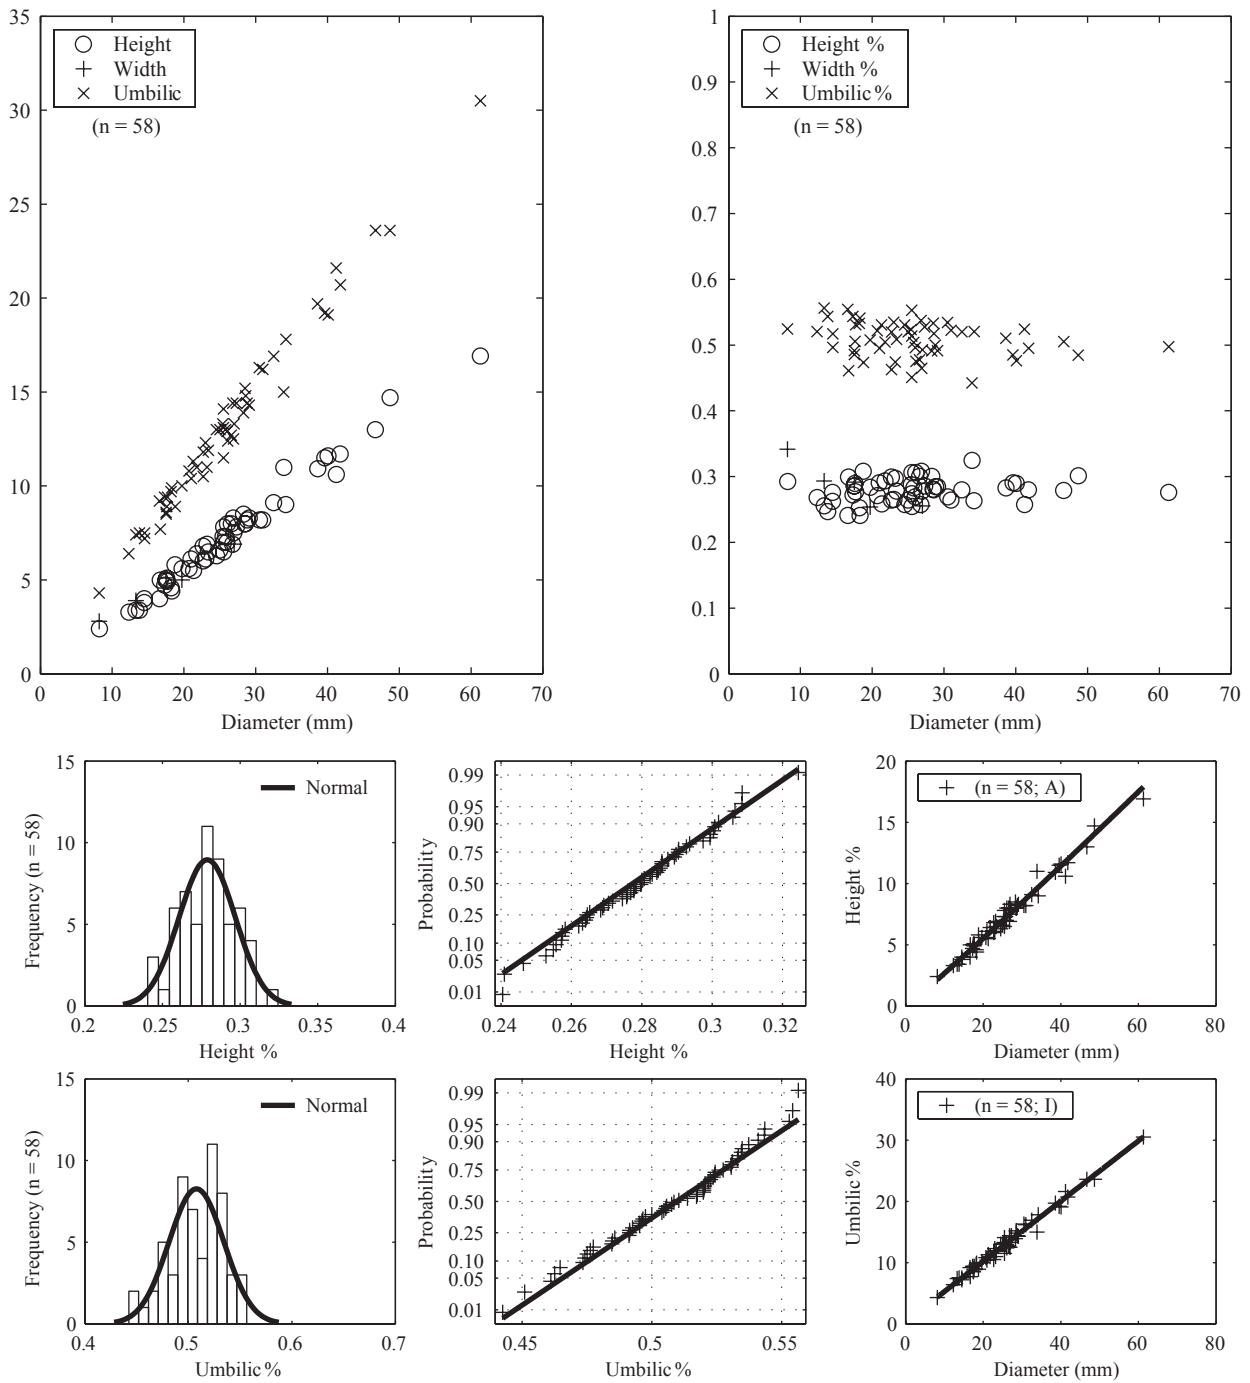 35
30
25
20
15
10
5
0
Height
Width
Umbilic
(n = 58)
0 10 20 30 40 50 60 70
Diameter (mm)
1
0.9
0.8
0.7
0.6
0.5
0.4
0.3
0.2
0.1
0
Height %
Width %
Umbilic %
(n = 58)
0 10 20 30 40 50 60 70
Diameter (mm)
15
10
5
0
Frequency (n = 58)
Normal
0.2 0.25 0.3 0.35 0.4
Height %
0.99
0.95
0.90
0.75
0.50
0.25
0.10
0.05
0.01
Probability
0.24 0.26 0.28 0.3 0.32
Height %
20
15
10
5
0
Height %
(n = 58; A)
0 20 40 60 80
Diameter (mm)
15
10
5
0
Frequency (n = 58)
Normal
0.4 0.5 0.6 0.7
Umbilic %
0.99
0.95
0.90
0.75
0.50
0.25
0.10
0.05
0.01
Probability
0.45 0.5 0.55
Umbilic %
40
30
20
10
0
Umbilic %
(n = 58; I)
0 20 40 60 80
Diameter (mm)